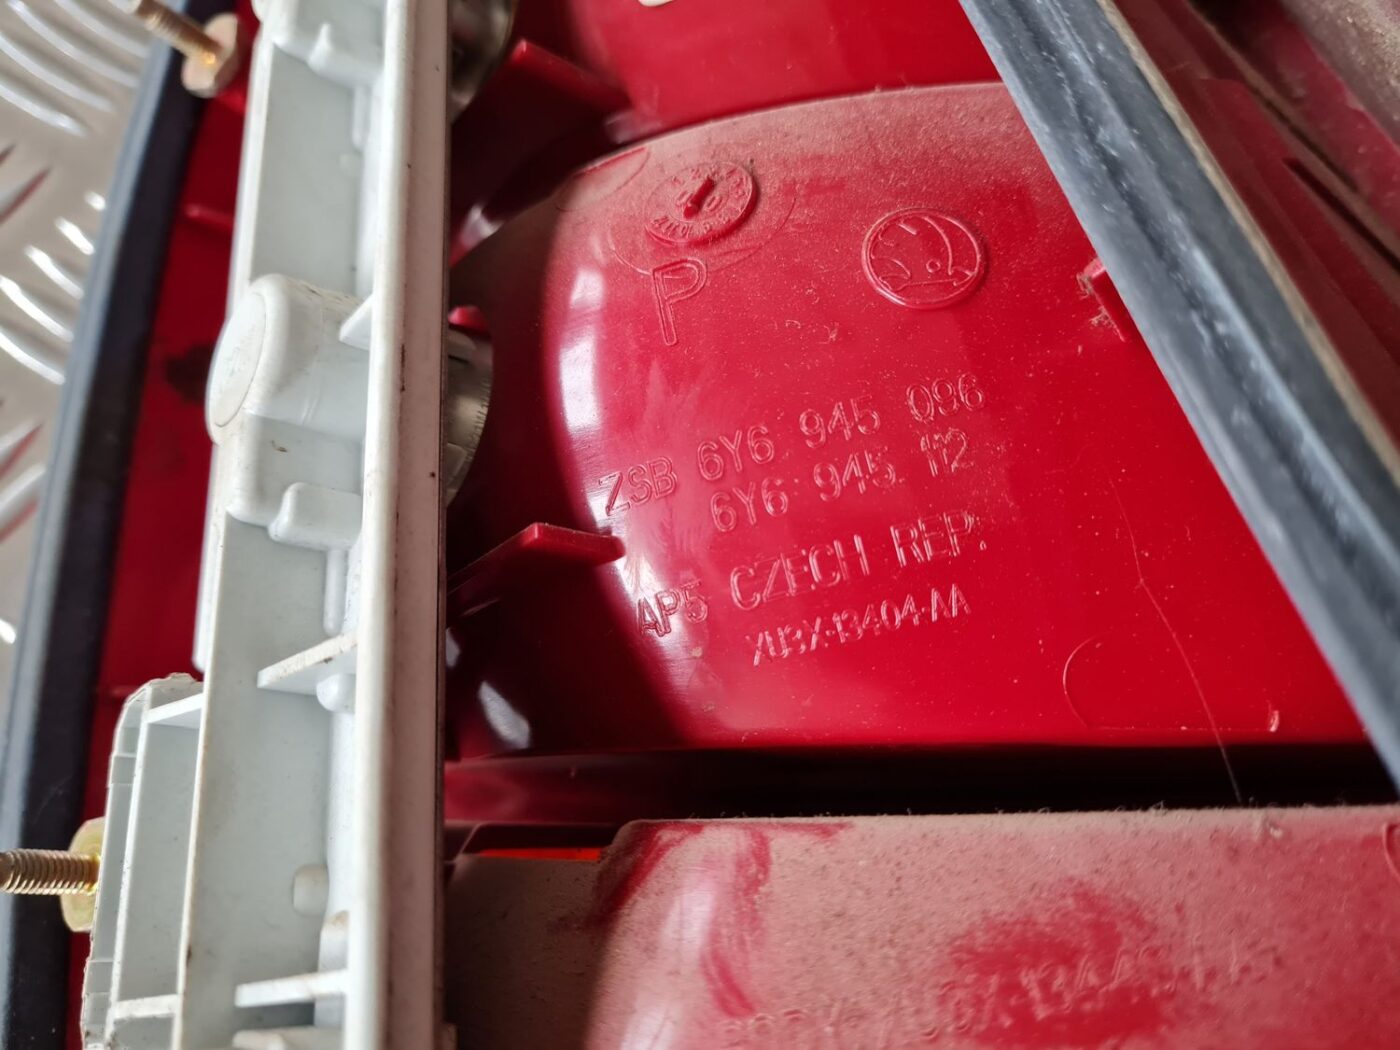 P
ZSB 6Y6 945 096
6Y6 945 112
AP5 CZECH REP.
XU3X-13404-AA